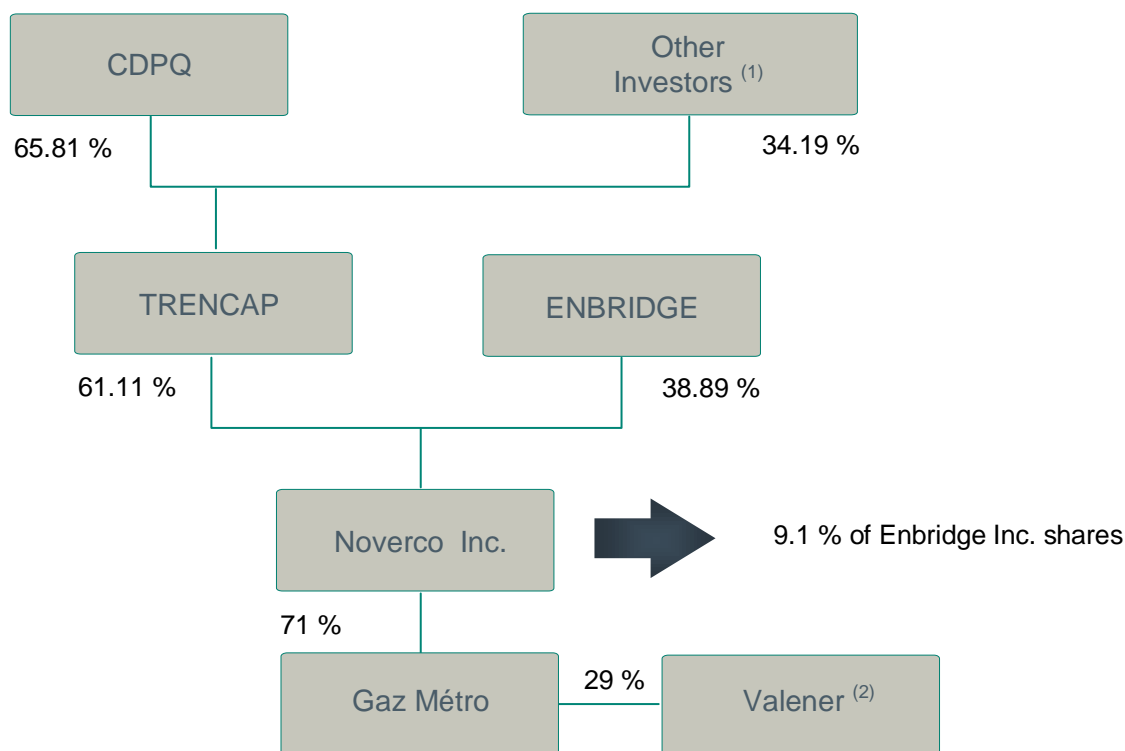 CDPQ
Other
Investors (1)
65.81 %
34.19 %
TRENCAP
ENBRIDGE
61.11 %
38.89 %
Noverco Inc.
9.1 % of Enbridge Inc. shares
71 %
Gaz Métro
29 %
Valener (2)